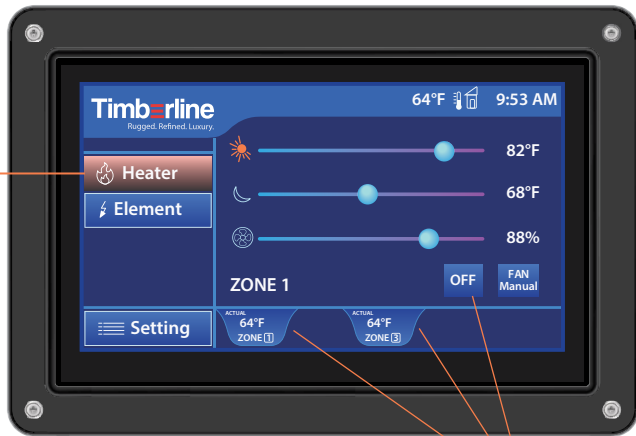 Timberline
Rugged. Refined. Luxury.
64°F 9:53 AM
82°F
Heater
68°F
Element
88%
ZONE 1
OFF
FAN
Manual
Setting
ACTUAL
64°F
ZONE 1
ACTUAL
64°F
ZONE 3